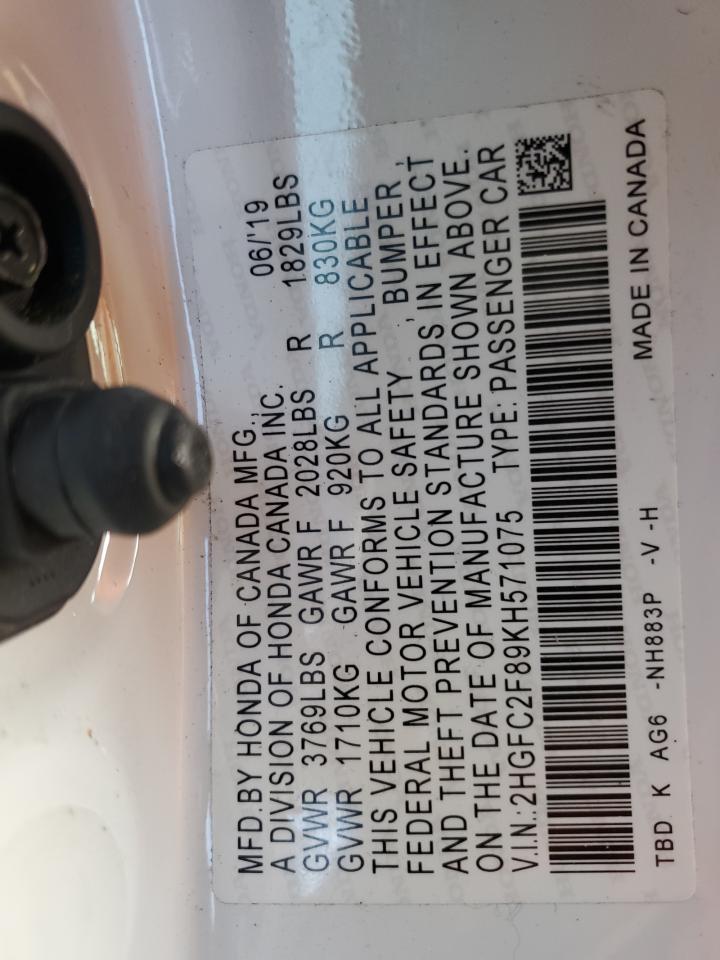 MFD.BY HONDA OF CANADA MFG., 06/'19
A DIVISION OF HONDA CANADA INC.
GVWR 3769LBS GAWR F 2028LBS R 1829LBS
GVWR 1710KG GAWR F 920KG R 830KG
THIS VEHICLE CONFORMS TO ALL APPLICABLE
FEDERAL MOTOR VEHICLE SAFETY , BUMPER ,
AND THEFT PREVENTION STANDARDS IN EFFECT
ON THE DATE OF MANUFACTURE SHOWN ABOVE.
V.I.N.:2HGFC2F89KH571075 TYPE: PASSENGER CAR
TBD K AG6 -NH883P -V -H MADE IN CANADA